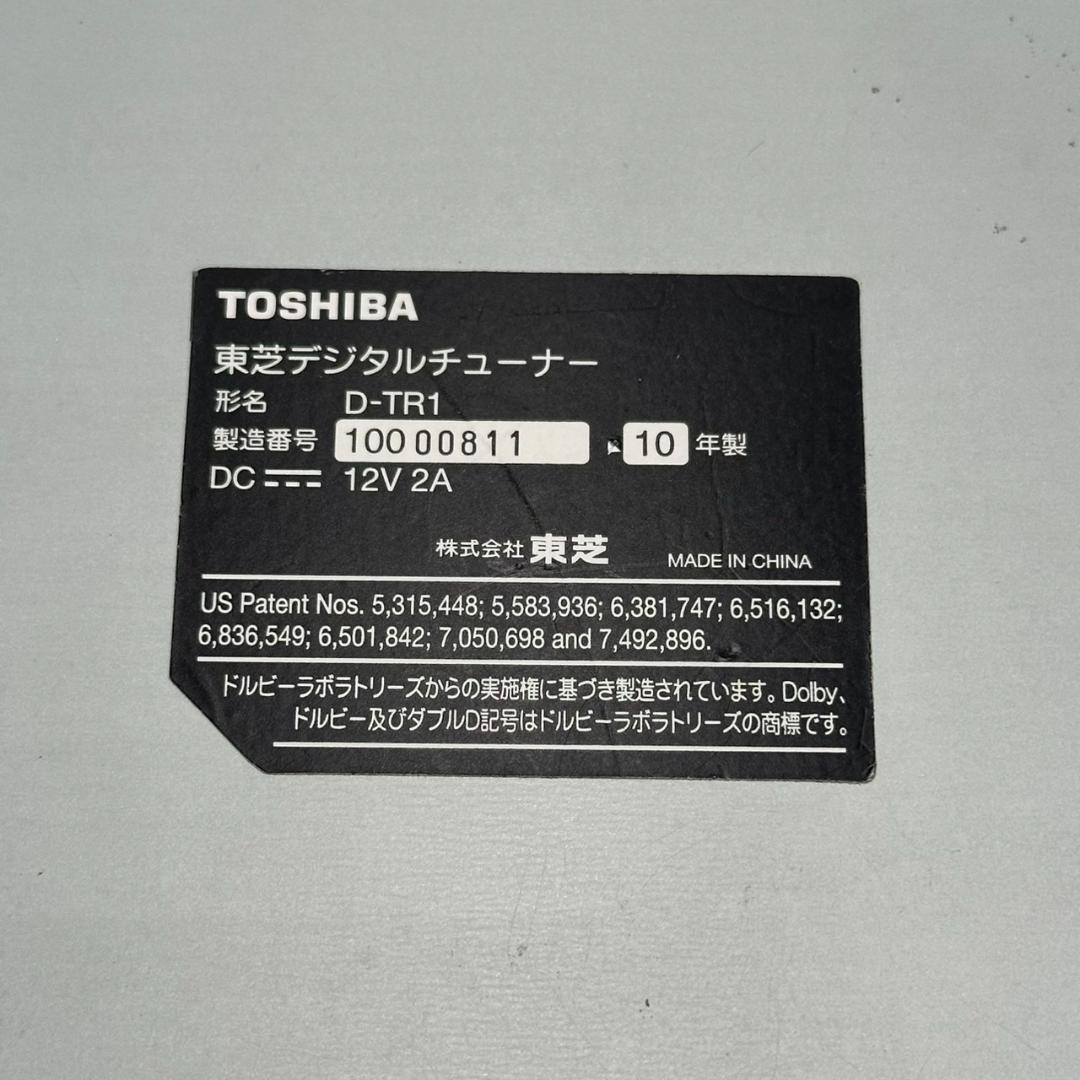 TOSHIBA
東芝デジタルチューナー
形名 D-TR1
製造番号 10000811 10 年製
DC 12V 2A
株式会社 東芝 MADE IN CHINA
US Patent Nos. 5,315,448; 5,583,936; 6,381,747; 6,516,132;
6,836,549; 6,501,842; 7,050,698 and 7,492,896.
ドルビーラボラトリーズからの実施権に基づき製造されています。Dolby、
ドルビー及びダブルD記号はドルビーラボラトリーズの商標です。